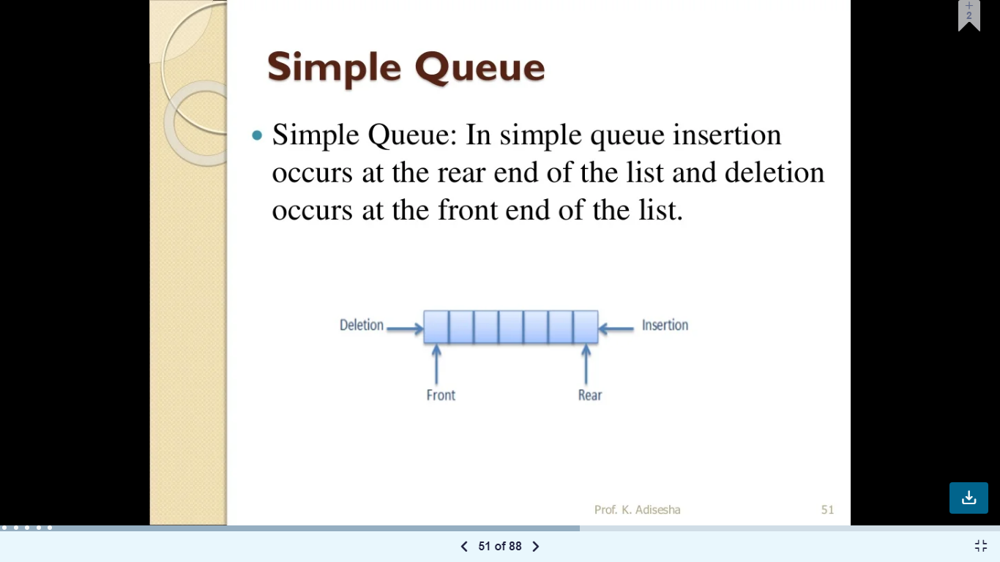 +
2
Simple Queue
• Simple Queue: In simple queue insertion
occurs at the rear end of the list and deletion
occurs at the front end of the list.
Deletion
Insertion
Front
Rear
Prof. K. Adisesha
51
51 of 88